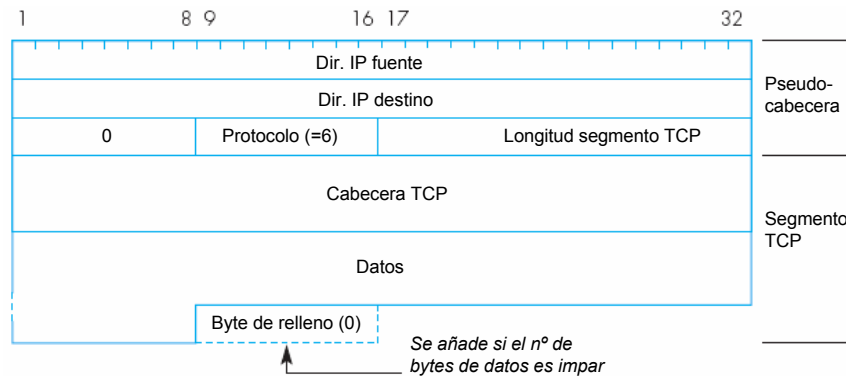 1 8 9 16 17 32
Dir. IP fuente
Dir. IP destino
Pseudo-
cabecera
0 Protocolo (=6) Longitud segmento TCP
Cabecera TCP
Segmento
TCP
Datos
Byte de relleno (0)
Se añade si el nº de
bytes de datos es impar